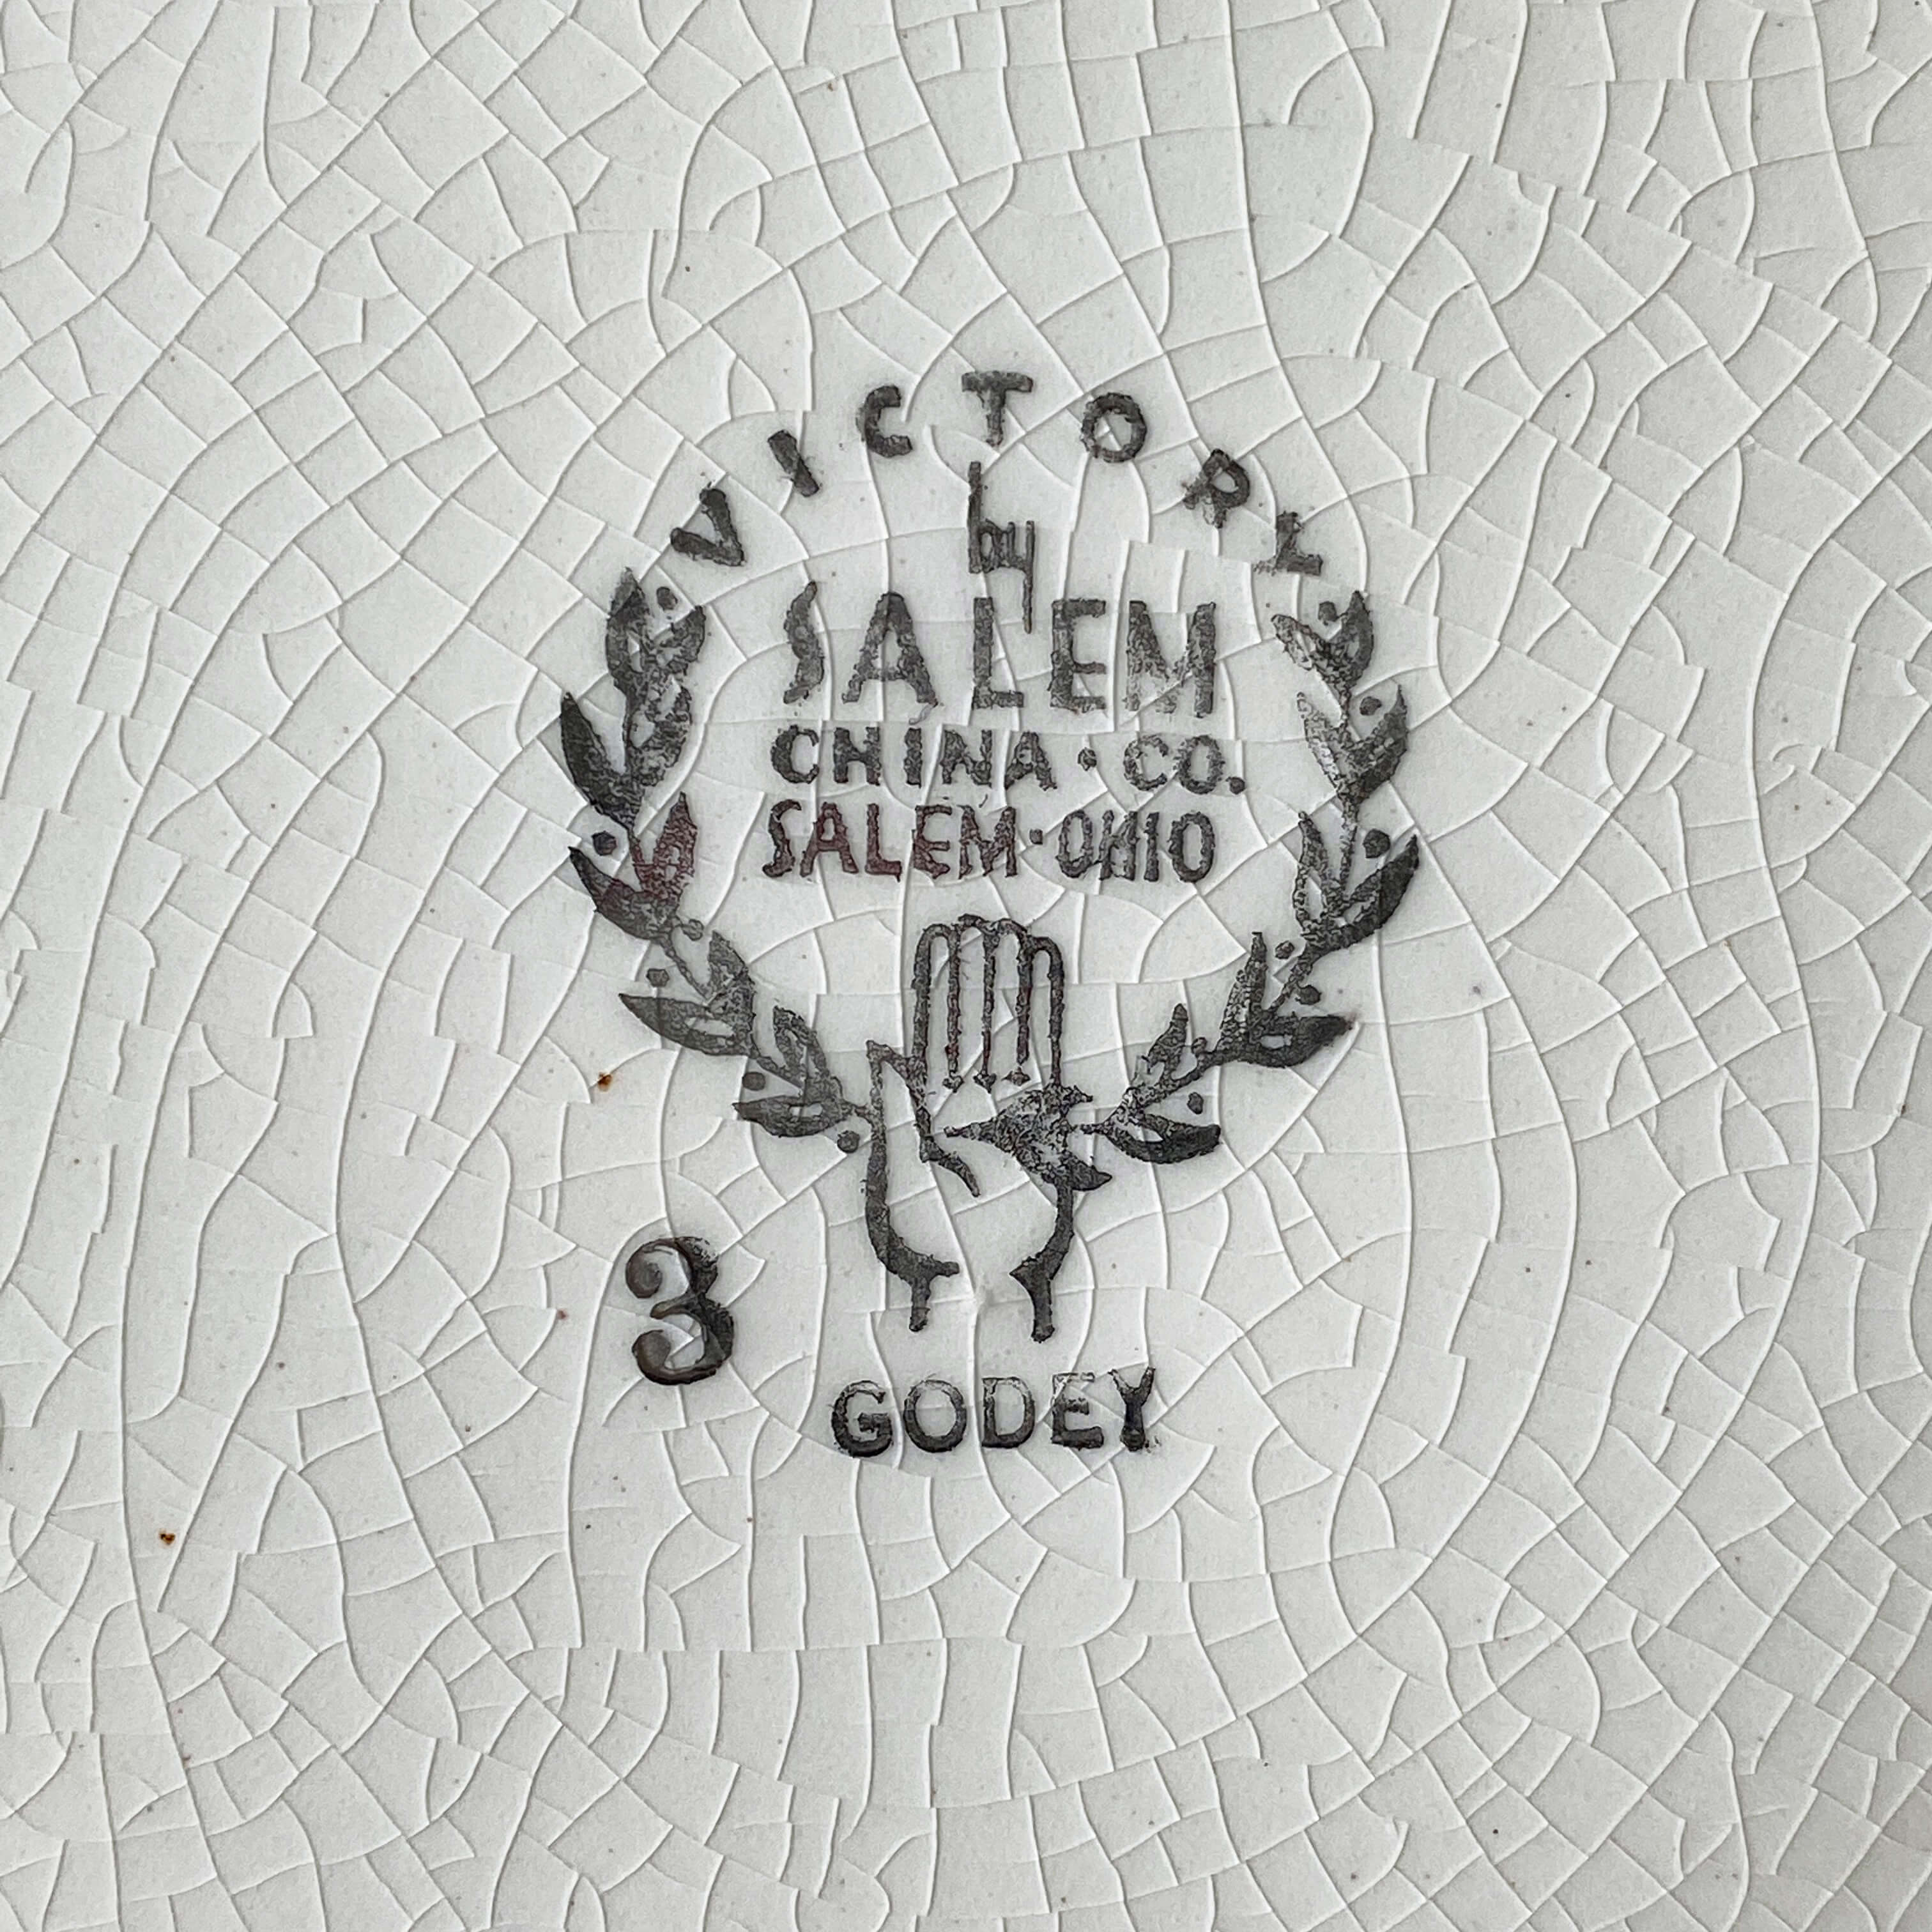 VICTORY
by
SALEM
CHINA · CO.
SALEM · OHIO
3
GODEY